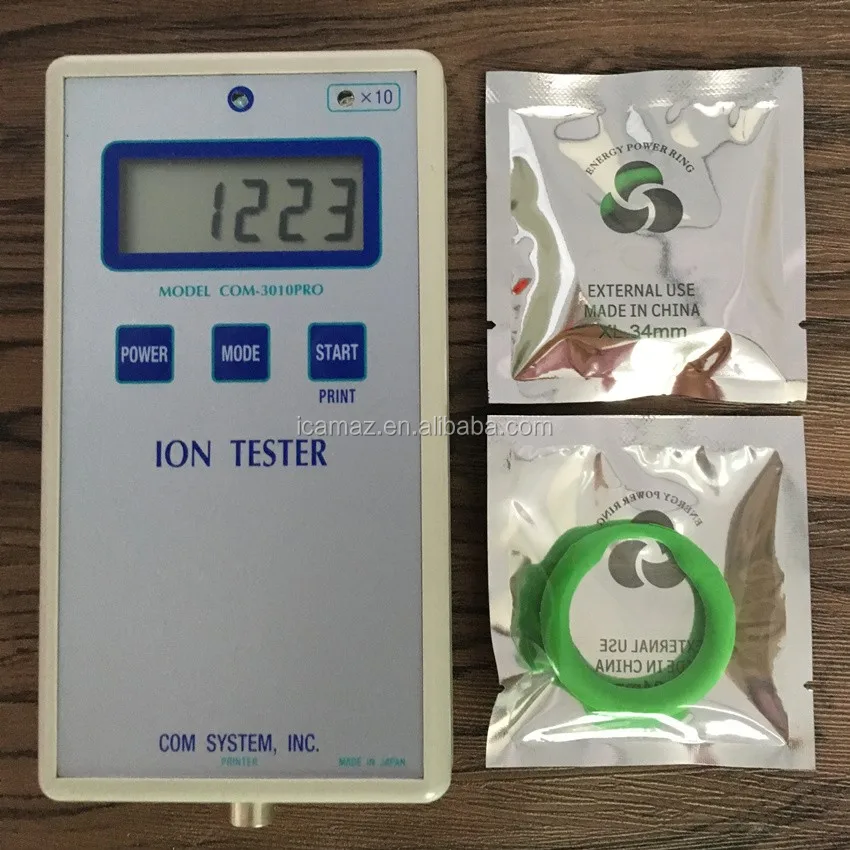 ×10
1223
MODEL COM-3010PRO
POWER
MODE
START
PRINT
ION TESTER
COM SYSTEM, INC.
PRINTER
MADE IN JAPAN
ENERGY POWER RING
EXTERNAL USE
MADE IN CHINA
XL 34mm
icamaz.en.alibaba.com
ENERGY POWER RING
EXTERNAL USE
MADE IN CHINA
34mm